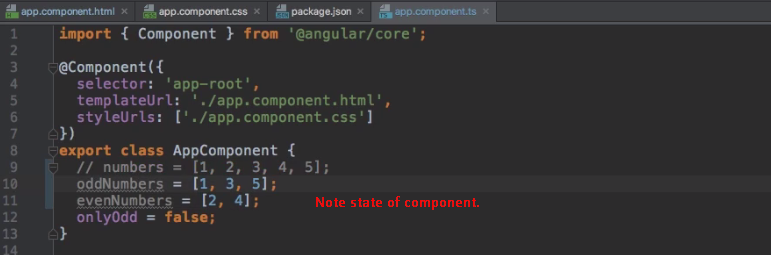 app.component.html × app.component.css × package.json × app.component.ts ×
1 import { Component } from '@angular/core';
2
3 @Component({
4 selector: 'app-root',
5 templateUrl: './app.component.html',
6 styleUrls: ['./app.component.css']
7 })
8 export class AppComponent {
9 // numbers = [1, 2, 3, 4, 5];
10 oddNumbers = [1, 3, 5];
11 evenNumbers = [2, 4]; Note state of component.
12 onlyOdd = false;
13 }
14